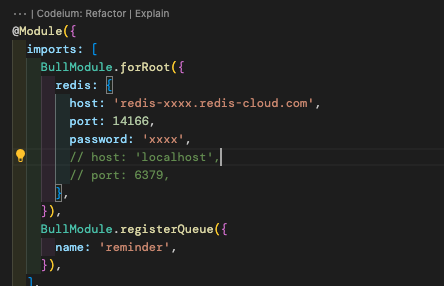 ··· | Codeium: Refactor | Explain
@Module({
  imports: [
    BullModule.forRoot({
      redis: {
        host: 'redis-xxxx.redis-cloud.com',
        port: 14166,
        password: 'xxxx',
        // host: 'localhost',
        // port: 6379,
      },
    }),
    BullModule.registerQueue({
      name: 'reminder',
    }),
  ],